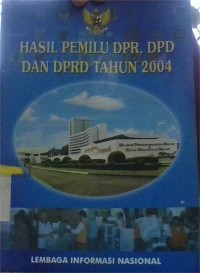 HASIL PEMILU DPR, DPD
DAN DPRD TAHUN 2004
LEMBAGA INFORMASI NASIONAL